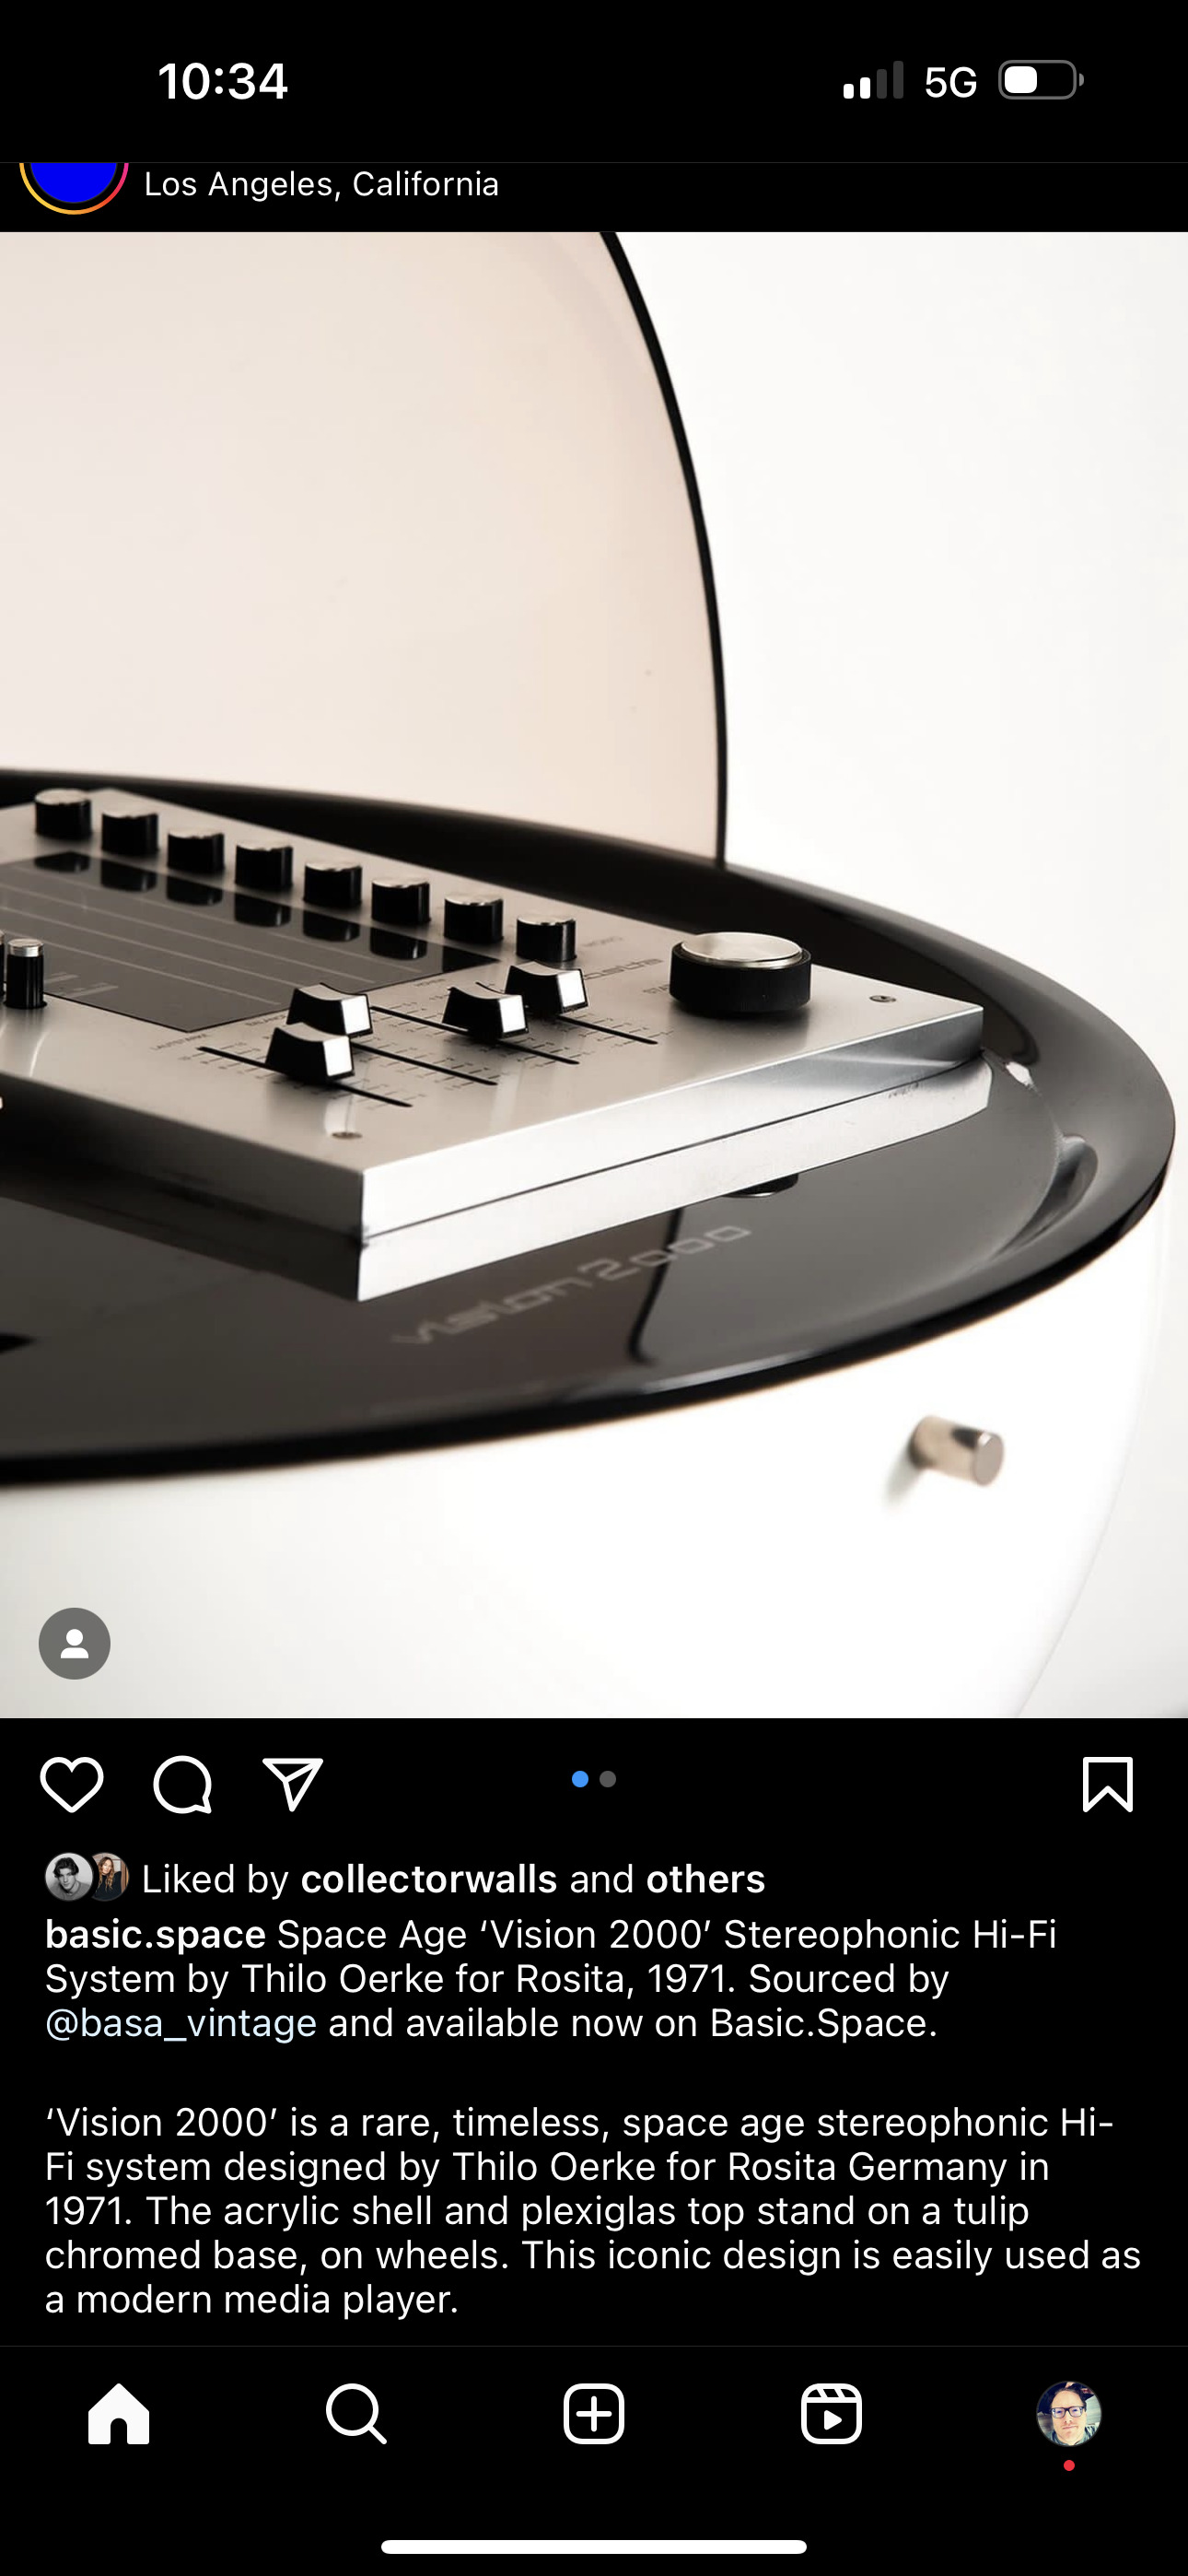 10:34
5G
Los Angeles, California
vision 2000
Liked by collectorwalls and others
basic.space Space Age ‘Vision 2000’ Stereophonic Hi-Fi
System by Thilo Oerke for Rosita, 1971. Sourced by
@basa_vintage and available now on Basic.Space.
‘Vision 2000’ is a rare, timeless, space age stereophonic Hi-
Fi system designed by Thilo Oerke for Rosita Germany in
1971. The acrylic shell and plexiglas top stand on a tulip
chromed base, on wheels. This iconic design is easily used as
a modern media player.